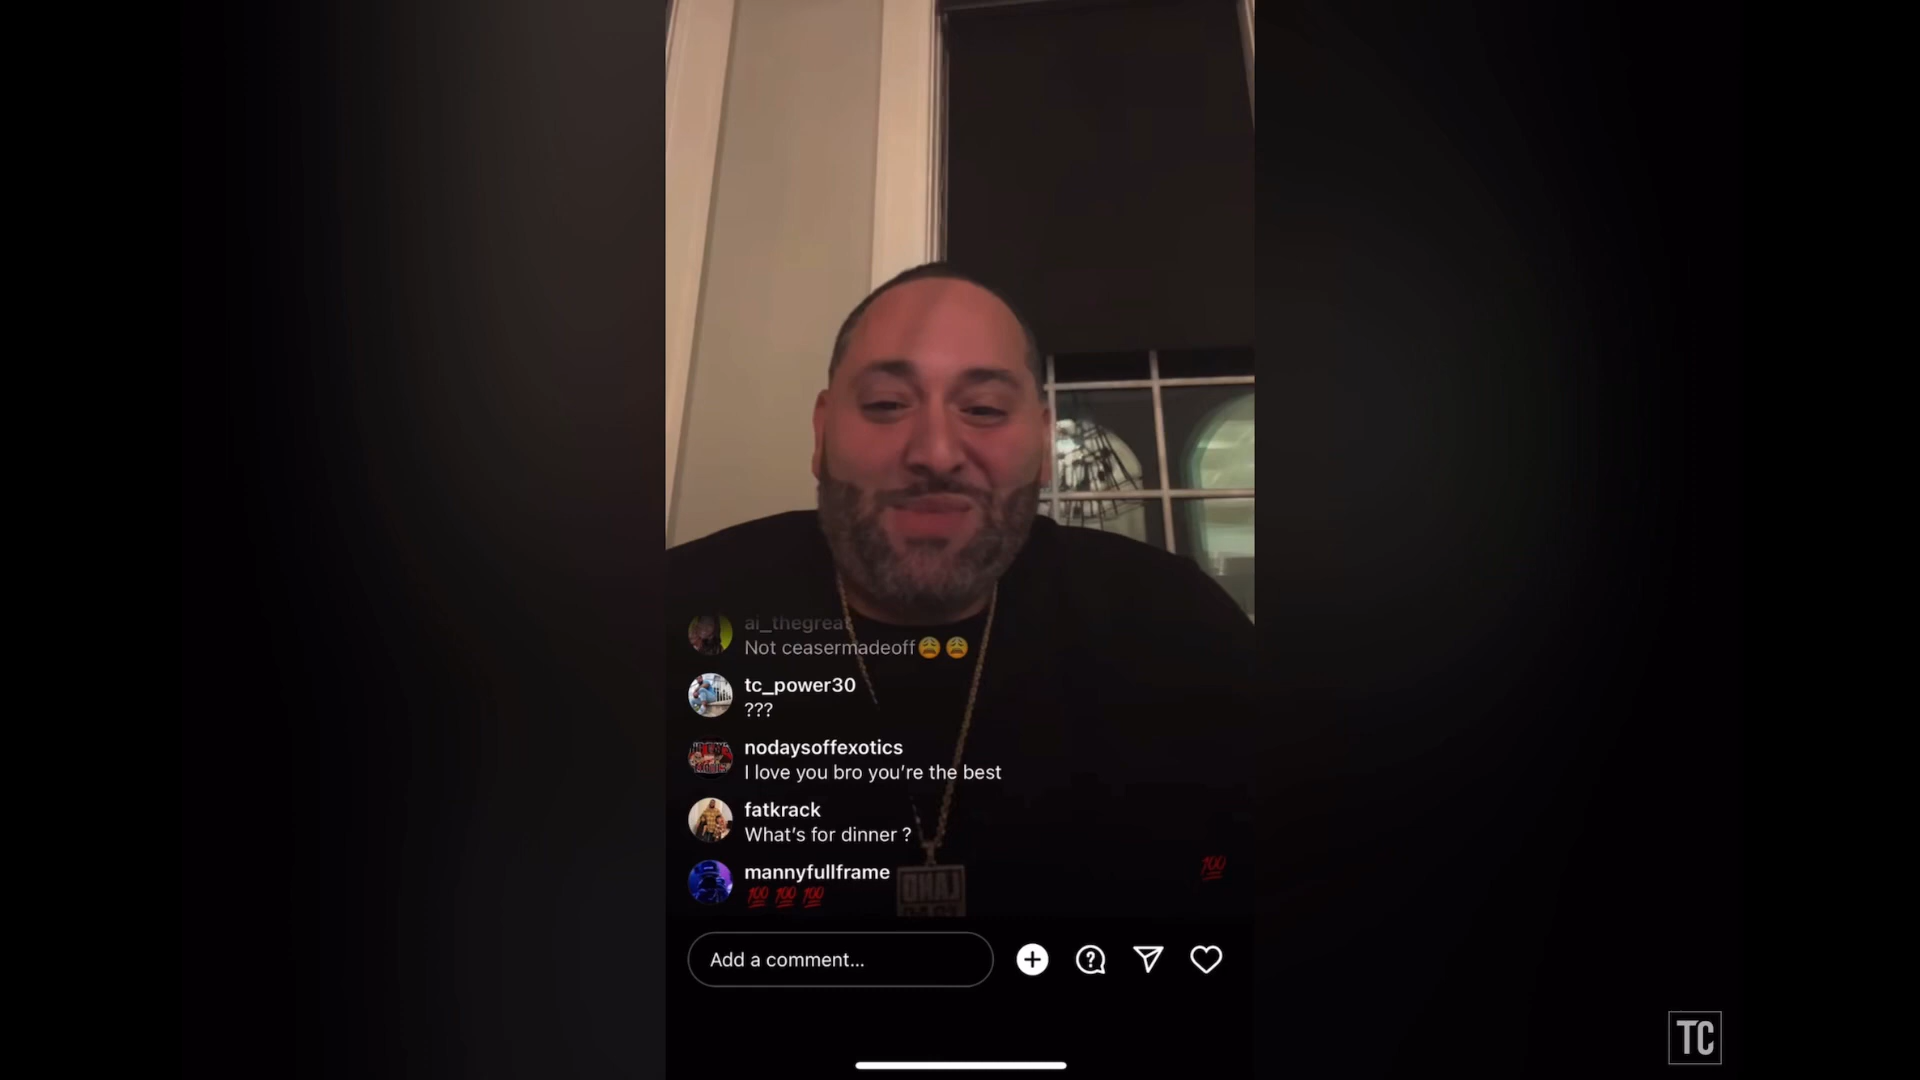 ai_thegreat
Not ceasermadeoff😩😩
tc_power30
???
nodaysoffexotics
I love you bro you're the best
fatkrack
What's for dinner ?
mannyfullframe
💯💯💯
💯
LAND
Add a comment...
TC